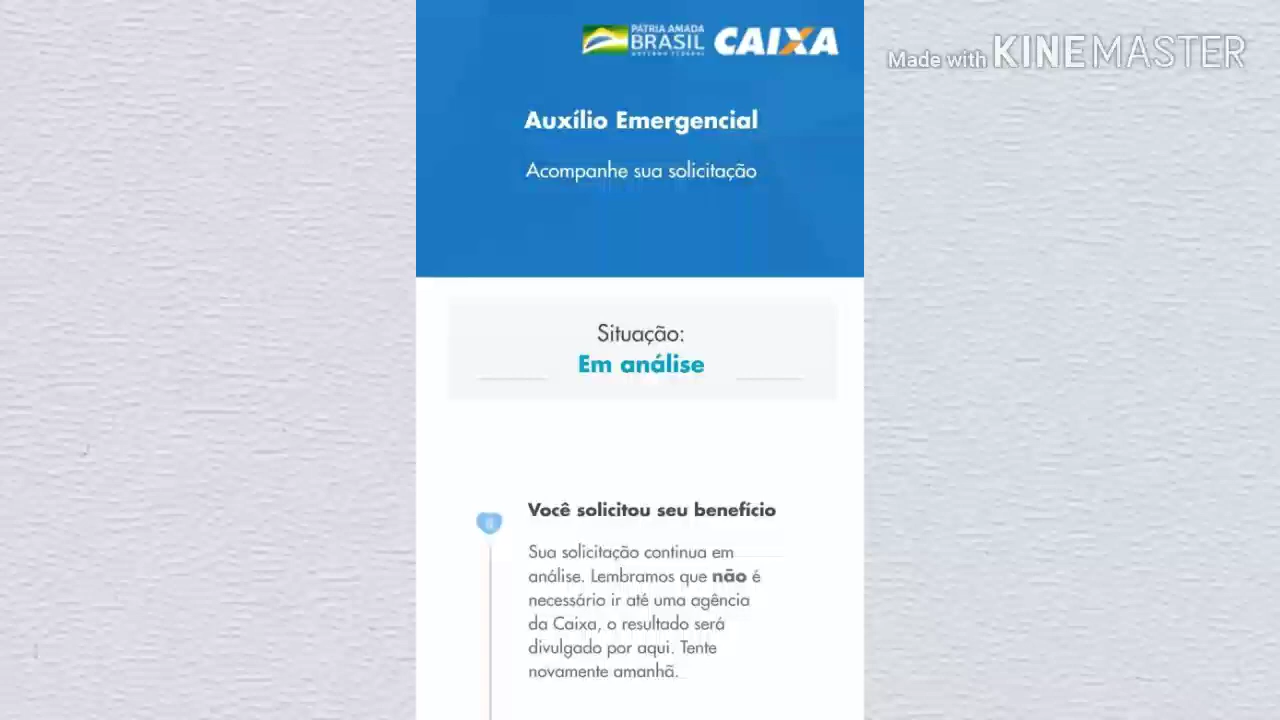 PÁTRIA AMADA
BRASIL
GOVERNO FEDERAL
CAIXA
Made with KINEMASTER
Auxílio Emergencial
Acompanhe sua solicitação
Situação:
Em análise
Você solicitou seu benefício
Sua solicitação continua em
análise. Lembramos que não é
necessário ir até uma agência
da Caixa, o resultado será
divulgado por aqui. Tente
novamente amanhã.